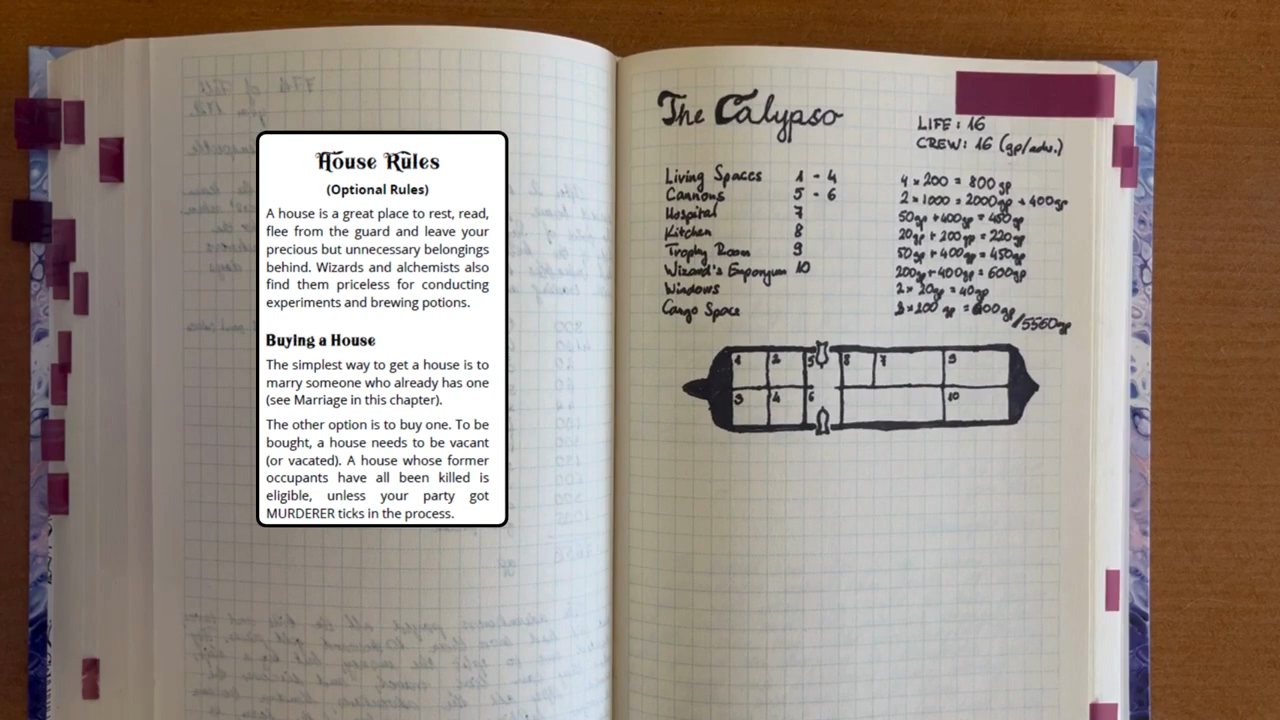 House Rules
(Optional Rules)
A house is a great place to rest, read,
flee from the guard and leave your
precious but unnecessary belongings
behind. Wizards and alchemists also
find them priceless for conducting
experiments and brewing potions.
Buying a House
The simplest way to get a house is to
marry someone who already has one
(see Marriage in this chapter).
The other option is to buy one. To be
bought, a house needs to be vacant
(or vacated). A house whose former
occupants have all been killed is
eligible, unless your party got
MURDERER ticks in the process.
The Calypso
LIFE: 16
CREW: 16 (gp/adv.)
Living Spaces 1 - 4 4 x 200 = 800 gp
Cannons 5 - 6 2 x 1000 = 2000gp + 400gp
Hospital 7 50gp + 400gp = 450gp
Kitchen 8 20gp + 200gp = 220gp
Trophy Room 9 50gp + 400gp = 450gp
Wizard's Emporyum 10 200gp + 400gp = 600gp
Windows 2 x 20gp = 40gp
Cargo Space x 100 gp =
/5560gp
1 2 5 8 7 9
3 4 6 10